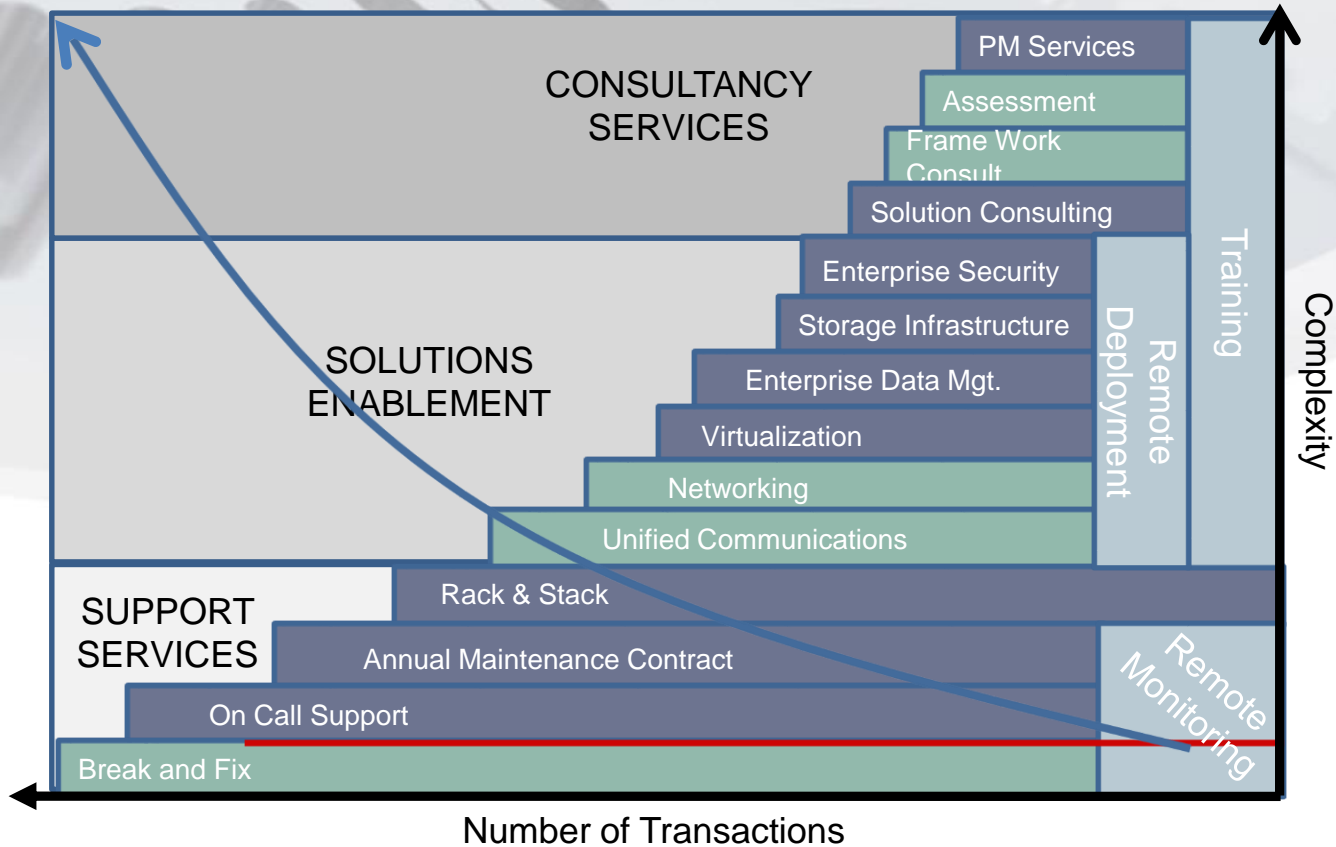 CONSULTANCY
SERVICES
PM Services
Assessment
Frame Work
Consult
Solution Consulting
SOLUTIONS
ENABLEMENT
Enterprise Security
Storage Infrastructure
Enterprise Data Mgt.
Virtualization
Networking
Unified Communications
Remote
Deployment
Training
Complexity
SUPPORT
SERVICES
Rack & Stack
Annual Maintenance Contract
On Call Support
Break and Fix
Remote
Monitoring
Number of Transactions